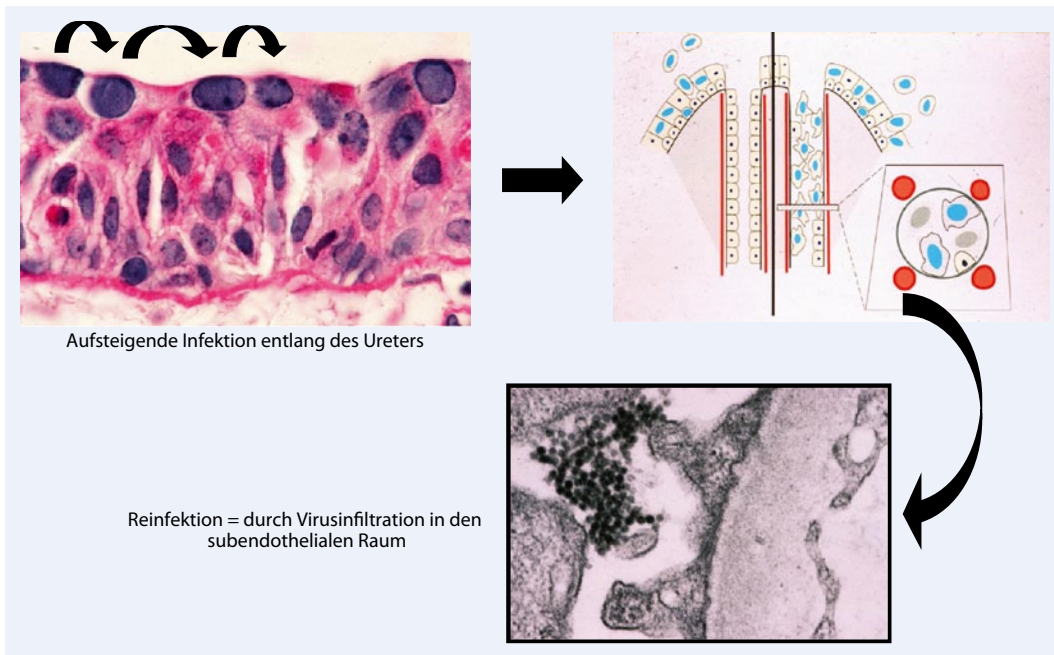 Aufsteigende Infektion entlang des Ureters
Reinfektion = durch Virusinfiltration in den
subendothelialen Raum